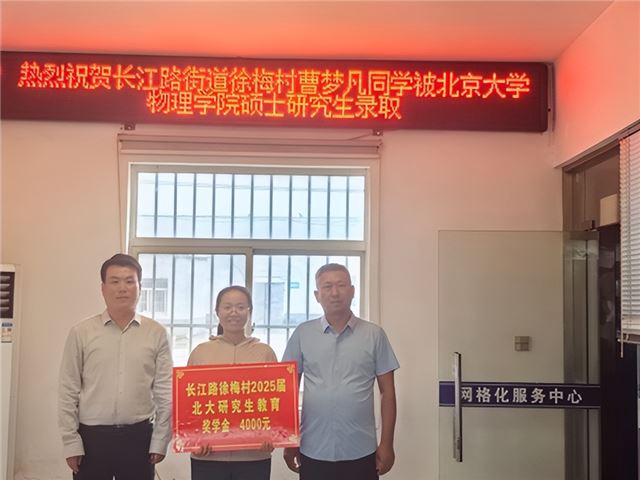 热烈祝贺长江路街道徐梅村曹梦凡同学被北京大学
物理学院硕士研究生录取
长江路徐梅村2025届
北大研究生教育
奖学金 4000元
网格化服务中心